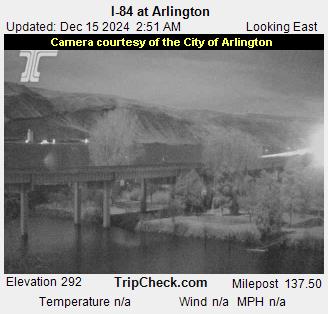 I-84 at Arlington
Updated: Dec 15 2024 2:51 AM Looking East
Camera courtesy of the City of Arlington
Elevation 292 TripCheck.com Milepost 137.50
Temperature n/a Wind n/a MPH n/a